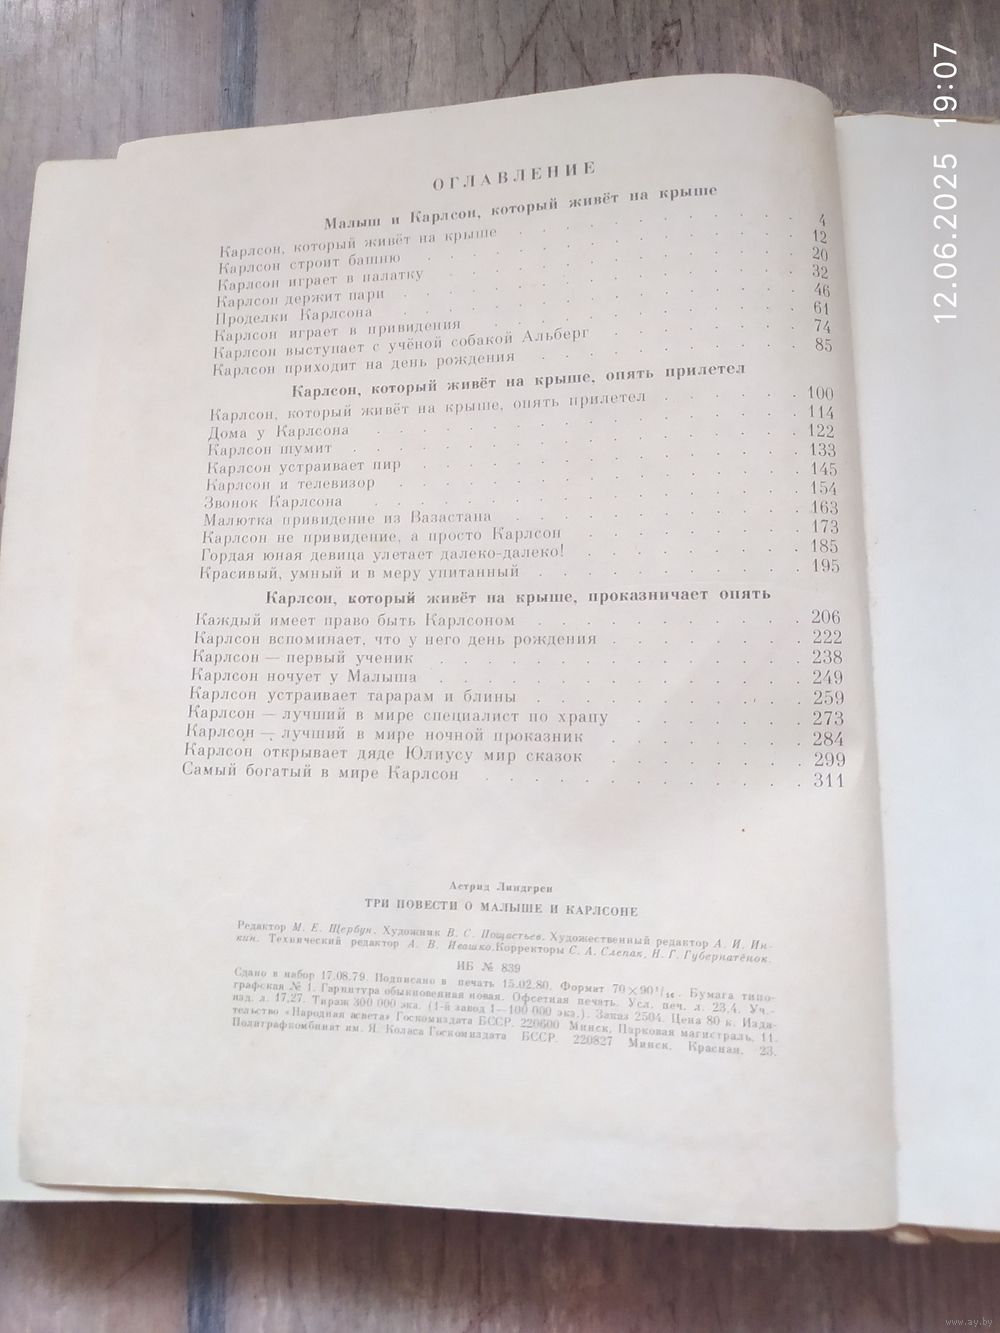 ОГЛАВЛЕНИЕ
Малыш и Карлсон, который живёт на крыше
Карлсон, который живёт на крыше . . . 4
Карлсон строит башню . . . 12
Карлсон играет в палатку . . . 20
Карлсон держит пари . . . 32
Проделки Карлсона . . . 46
Карлсон играет в привидения . . . 61
Карлсон выступает с учёной собакой Альберг . . . 74
Карлсон приходит на день рождения . . . 85
Карлсон, который живёт на крыше, опять прилетел
Карлсон, который живёт на крыше, опять прилетел . . . 100
Дома у Карлсона . . . 114
Карлсон шумит . . . 122
Карлсон устраивает пир . . . 133
Карлсон и телевизор . . . 145
Звонок Карлсона . . . 154
Малютка привидение из Вазастана . . . 163
Карлсон не привидение, а просто Карлсон . . . 173
Гордая юная девица улетает далеко-далеко! . . . 185
Красивый, умный и в меру упитанный . . . 195
Карлсон, который живёт на крыше, проказничает опять
Каждый имеет право быть Карлсоном . . . 206
Карлсон вспоминает, что у него день рождения . . . 222
Карлсон — первый ученик . . . 238
Карлсон ночует у Малыша . . . 249
Карлсон устраивает тарарам и блины . . . 259
Карлсон — лучший в мире специалист по храпу . . . 273
Карлсон — лучший в мире ночной проказник . . . 284
Карлсон открывает дяде Юлиусу мир сказок . . . 299
Самый богатый в мире Карлсон . . . 311
Астрид Линдгрен
ТРИ ПОВЕСТИ О МАЛЫШЕ И КАРЛСОНЕ
Редактор М. Е. Щербун. Художник В. С. Пощастьев. Художественный редактор А. И. Ин-
кин. Технический редактор А. В. Ивашко. Корректоры С. А. Слепак, Н. Г. Губернатёнок.
ИБ № 839
Сдано в набор 17.08.79. Подписано в печать 15.02.80. Формат 70×90¹/₁₆. Бумага типо-
графская № 1. Гарнитура обыкновенная новая. Офсетная печать. Усл. печ. л. 23,4. Уч.-
изд. л. 17,27. Тираж 300 000 экз. (1-й завод 1—100 000 экз.). Заказ 2504. Цена 80 к. Изда-
тельство «Народная асвета» Госкомиздата БССР. 220600 Минск, Парковая магистраль, 11.
Полиграфкомбинат им. Я. Коласа Госкомиздата БССР. 220827 Минск, Красная, 23.
12.06.2025 19:07
www.ay.by